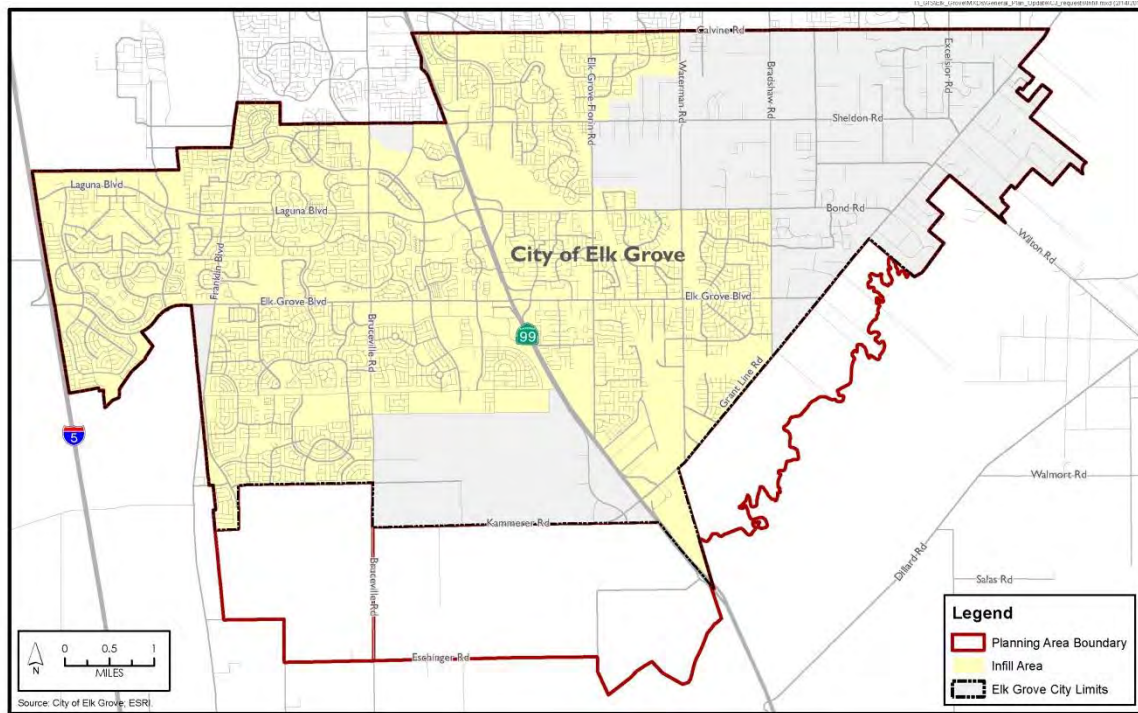 Calvine Rd
Elk Grove-Florin Rd
Waterman Rd
Bradshaw Rd
Excelsior Rd
Sheldon Rd
Laguna Blvd
Laguna Blvd
Bond Rd
Wilton Rd
Franklin Blvd
City of Elk Grove
Elk Grove Blvd
Elk Grove Blvd
Bruceville Rd
99
Grant Line Rd
5
Walmort Rd
Kammerer Rd
Bruceville Rd
Dillard Rd
Salas Rd
Eschinger Rd
Legend
Planning Area Boundary
Infill Area
Elk Grove City Limits
N
0 0.5 1
MILES
Source: City of Elk Grove; ESRI.